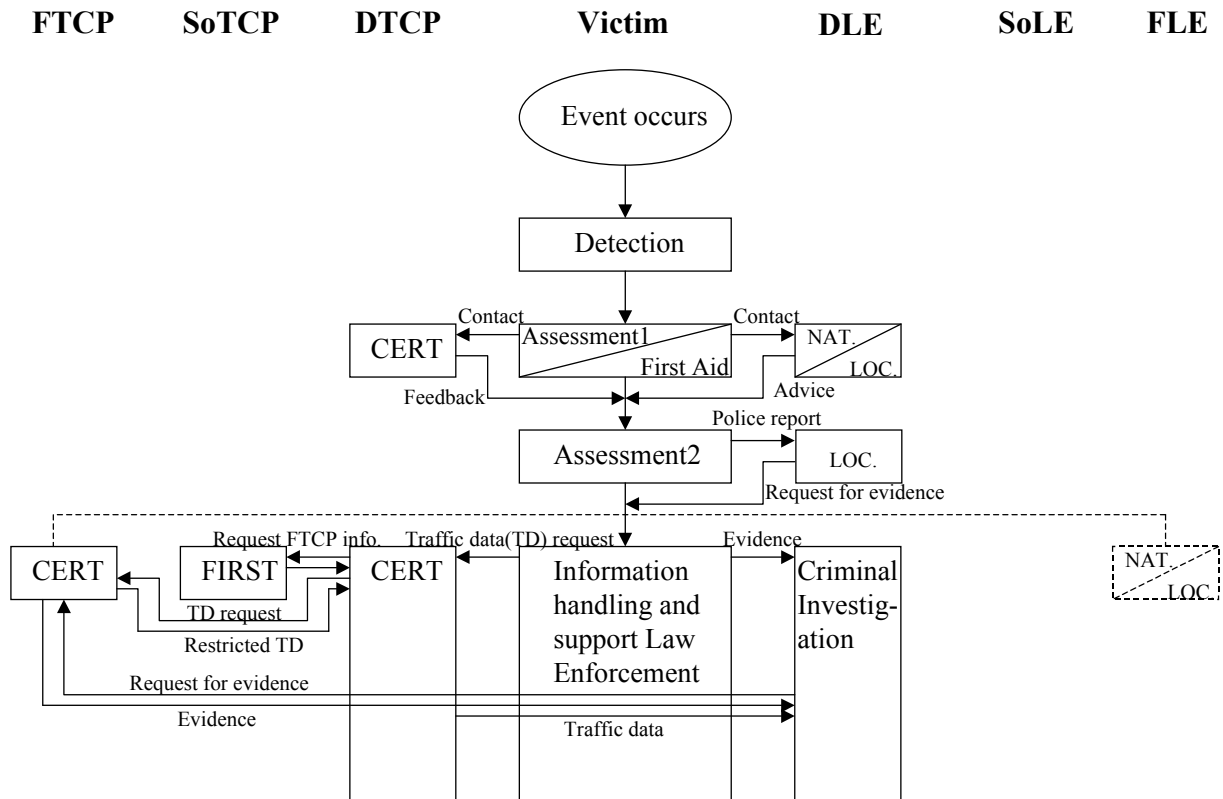 FTCP SoTCP DTCP Victim DLE SoLE FLE
Event occurs
Detection
Contact
Contact
CERT
Assessment1
First Aid
NAT.
LOC.
Feedback
Advice
Police report
Assessment2
LOC.
Request for evidence
Request FTCP info.
Traffic data(TD) request
Evidence
CERT
FIRST
CERT
Information
handling and
support Law
Enforcement
Criminal
Investig-
ation
NAT.
LOC.
TD request
Restricted TD
Request for evidence
Evidence
Traffic data